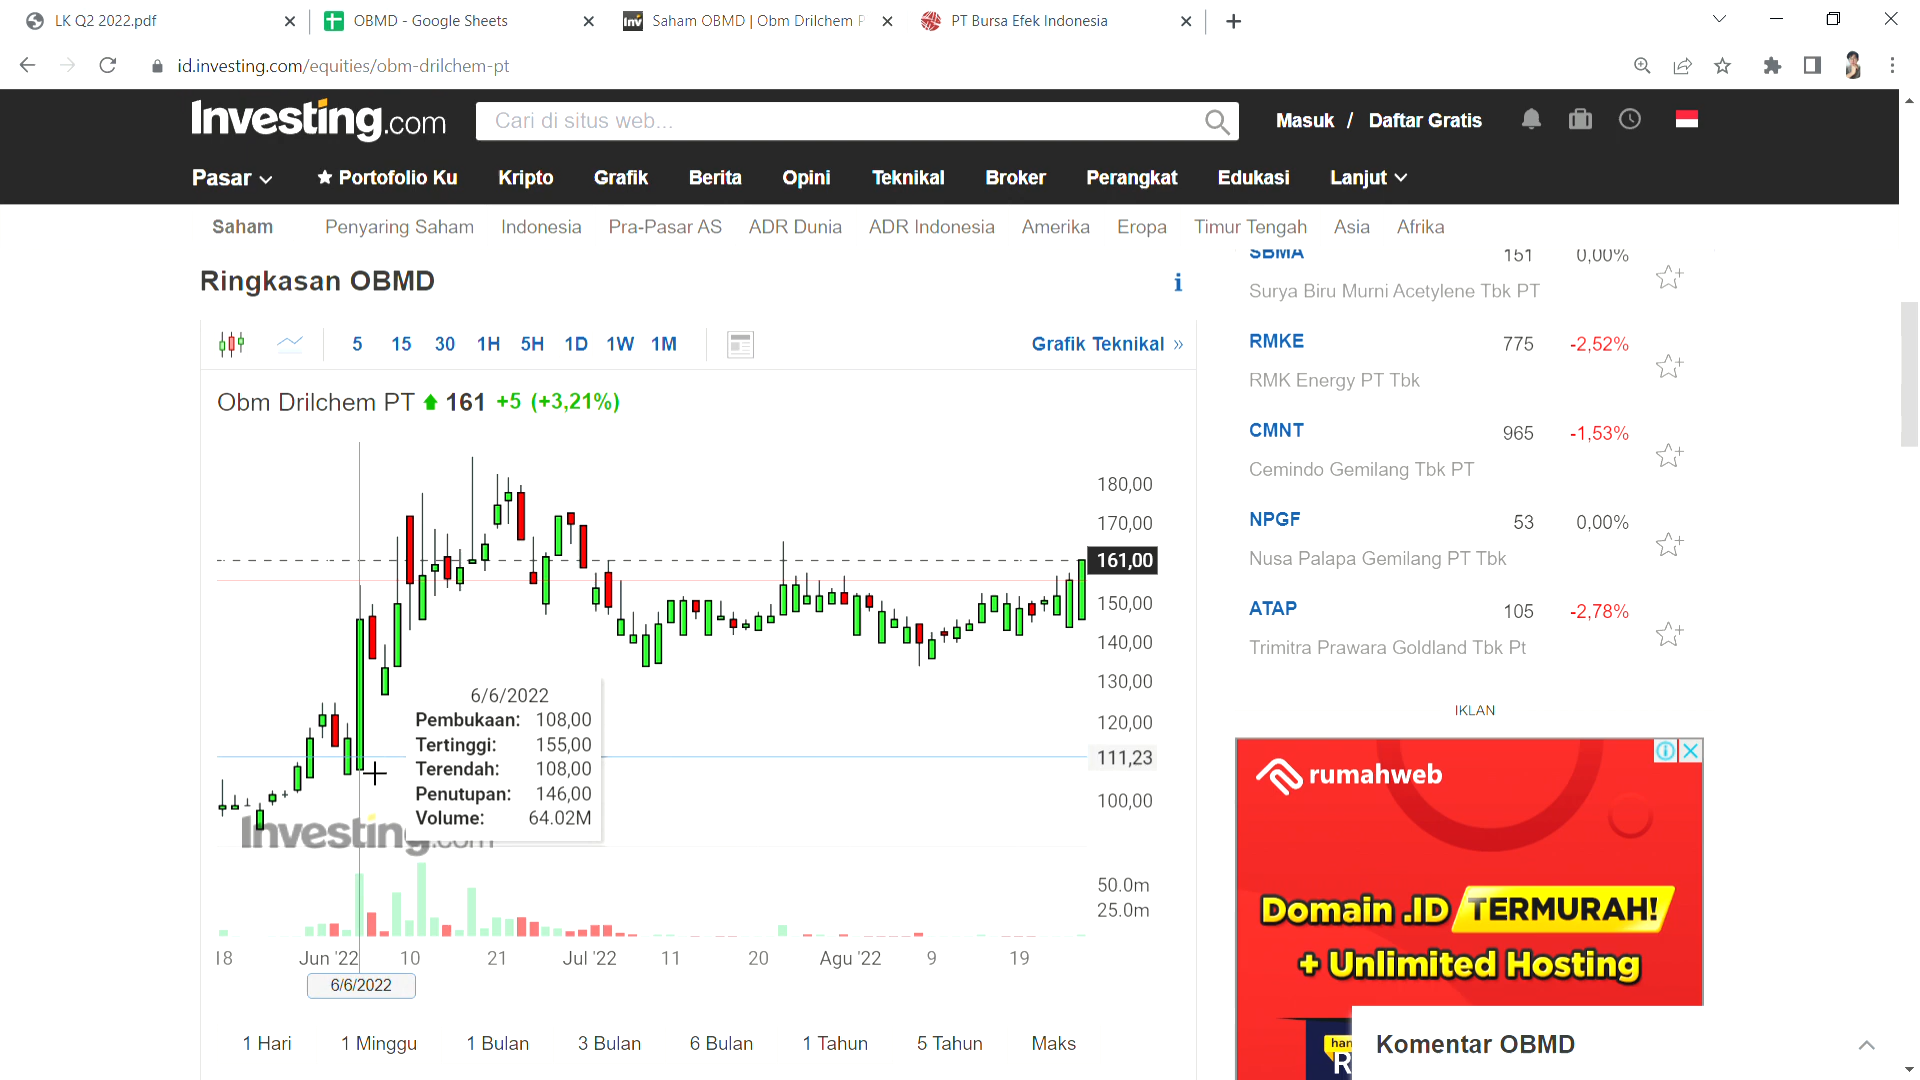 LK Q2 2022.pdf
OBMD - Google Sheets
Saham OBMD | Obm Drilchem P
PT Bursa Efek Indonesia
id.investing.com/equities/obm-drilchem-pt
Investing.com
Cari di situs web...
Masuk / Daftar Gratis
Pasar
Portofolio Ku
Kripto
Grafik
Berita
Opini
Teknikal
Broker
Perangkat
Edukasi
Lanjut
Saham
Penyaring Saham
Indonesia
Pra-Pasar AS
ADR Dunia
ADR Indonesia
Amerika
Eropa
Timur Tengah
Asia
Afrika
Ringkasan OBMD
i
5 15 30 1H 5H 1D 1W 1M
Grafik Teknikal »
Obm Drilchem PT 161 +5 (+3,21%)
180,00
170,00
161,00
150,00
140,00
130,00
120,00
111,23
100,00
6/6/2022
Pembukaan: 108,00
Tertinggi: 155,00
Terendah: 108,00
Penutupan: 146,00
Volume: 64.02M
Investing.com
50.0m
25.0m
18 Jun '22 10 21 Jul '22 11 20 Agu '22 9 19
6/6/2022
1 Hari 1 Minggu 1 Bulan 3 Bulan 6 Bulan 1 Tahun 5 Tahun Maks
SBMA 151 0,00%
Surya Biru Murni Acetylene Tbk PT
RMKE 775 -2,52%
RMK Energy PT Tbk
CMNT 965 -1,53%
Cemindo Gemilang Tbk PT
NPGF 53 0,00%
Nusa Palapa Gemilang PT Tbk
ATAP 105 -2,78%
Trimitra Prawara Goldland Tbk Pt
IKLAN
rumahweb
Domain .ID TERMURAH!
+ Unlimited Hosting
han
R
Komentar OBMD